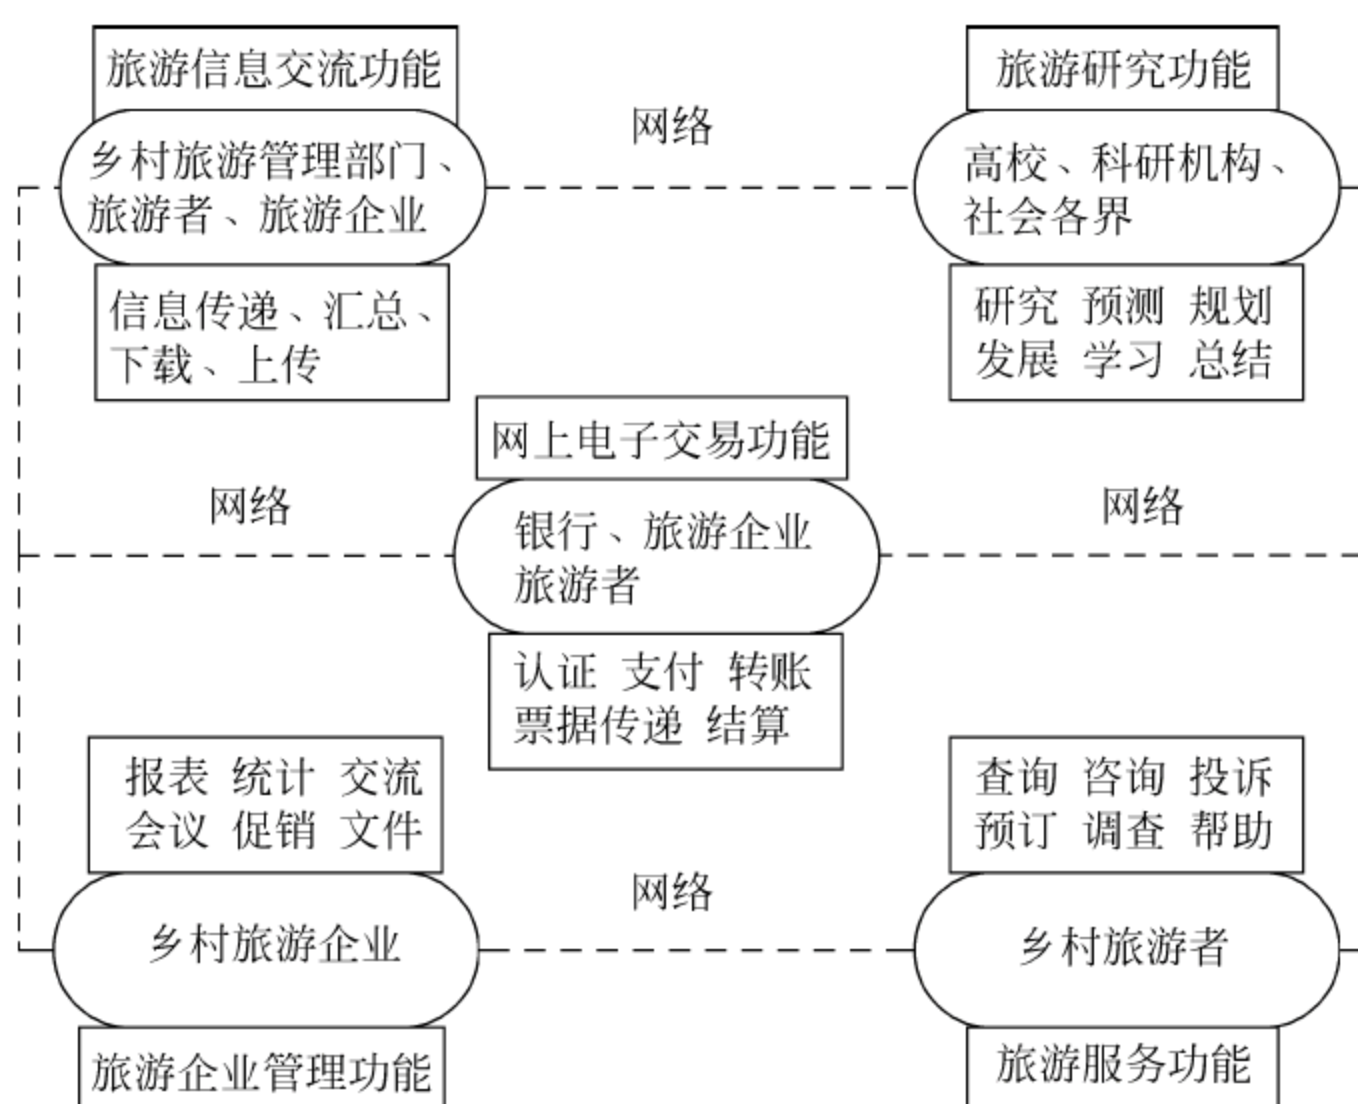 旅游信息交流功能
乡村旅游管理部门、
旅游者、旅游企业
信息传递、汇总、
下载、上传
网络
旅游研究功能
高校、科研机构、
社会各界
研究 预测 规划
发展 学习 总结
网络
网上电子交易功能
银行、旅游企业
旅游者
认证 支付 转账
票据传递 结算
网络
报表 统计 交流
会议 促销 文件
乡村旅游企业
旅游企业管理功能
网络
查询 咨询 投诉
预订 调查 帮助
乡村旅游者
旅游服务功能